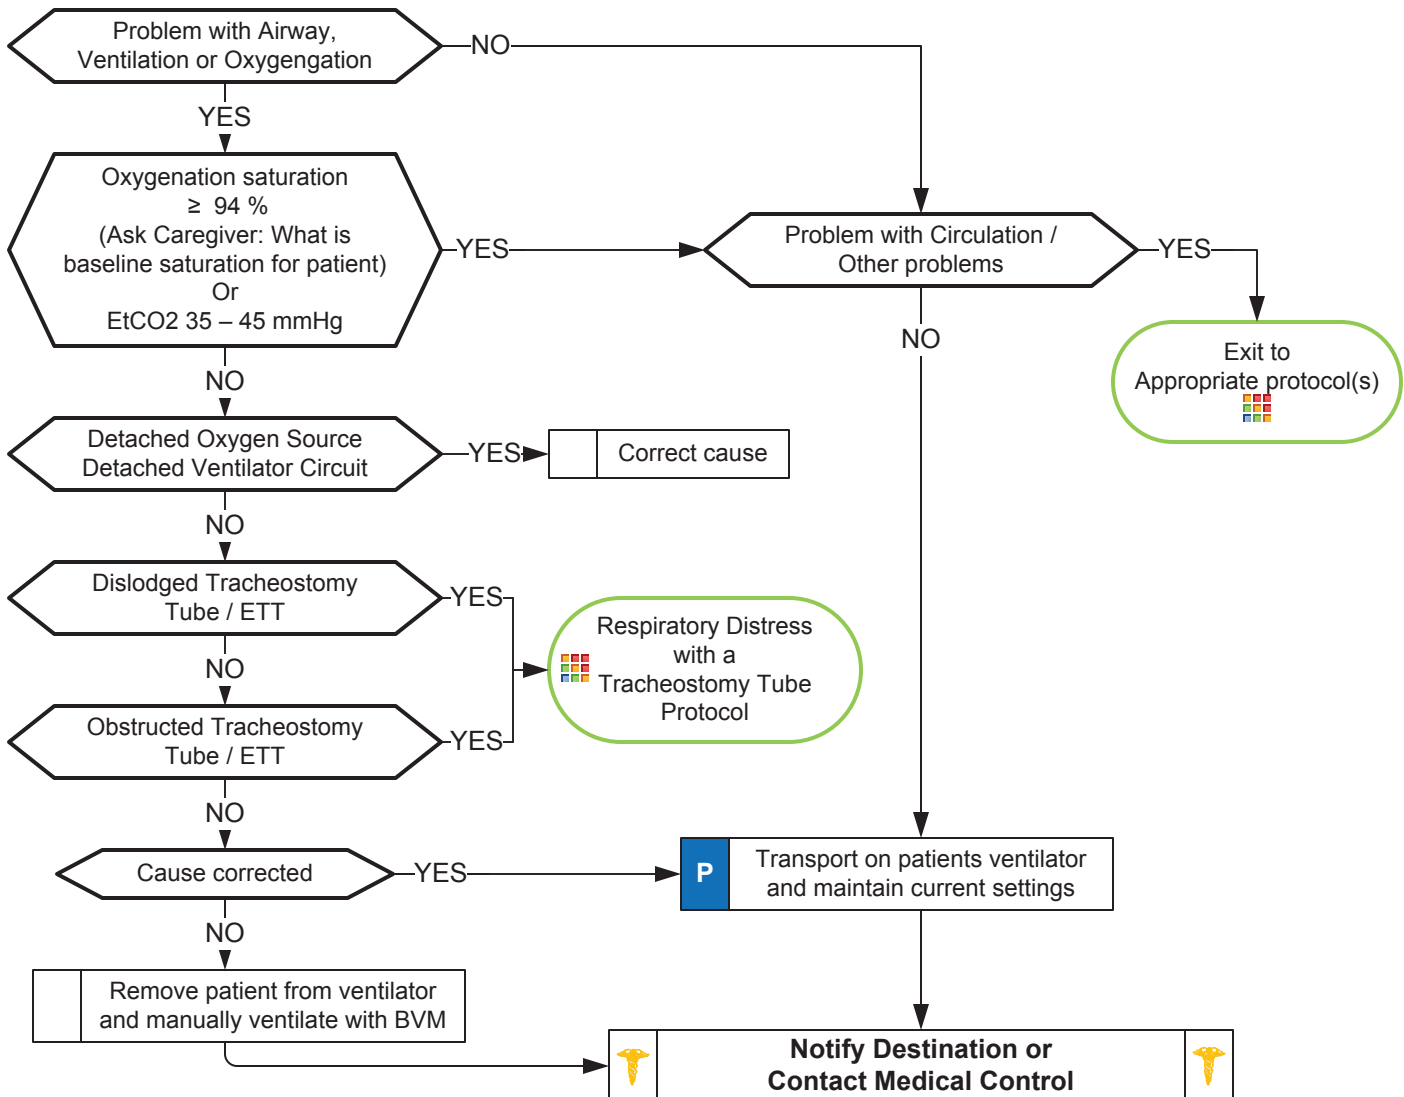 Problem with Airway,
Ventilation or Oxygengation
NO
YES
Oxygenation saturation
≥ 94 %
(Ask Caregiver: What is
baseline saturation for patient)
Or
EtCO2 35 – 45 mmHg
YES
Problem with Circulation /
Other problems
YES
NO
Exit to
Appropriate protocol(s)
NO
Detached Oxygen Source
Detached Ventilator Circuit
YES
Correct cause
NO
Dislodged Tracheostomy
Tube / ETT
YES
Respiratory Distress
with a
Tracheostomy Tube
Protocol
NO
Obstructed Tracheostomy
Tube / ETT
YES
NO
Cause corrected
YES
P
Transport on patients ventilator
and maintain current settings
NO
Remove patient from ventilator
and manually ventilate with BVM
Notify Destination or
Contact Medical Control